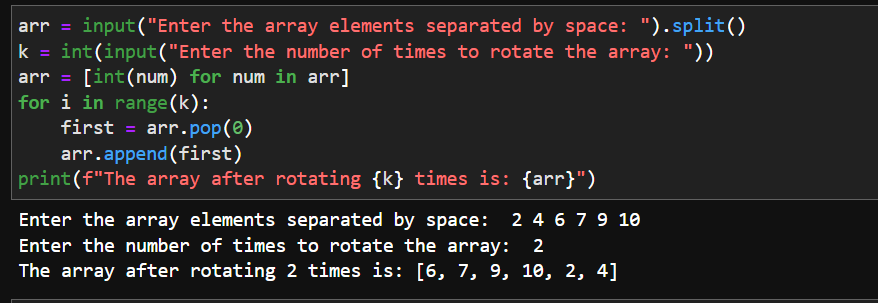 arr = input("Enter the array elements separated by space: ").split()
k = int(input("Enter the number of times to rotate the array: "))
arr = [int(num) for num in arr]
for i in range(k):
    first = arr.pop(0)
    arr.append(first)
print(f"The array after rotating {k} times is: {arr}")
Enter the array elements separated by space:  2 4 6 7 9 10
Enter the number of times to rotate the array:  2
The array after rotating 2 times is: [6, 7, 9, 10, 2, 4]